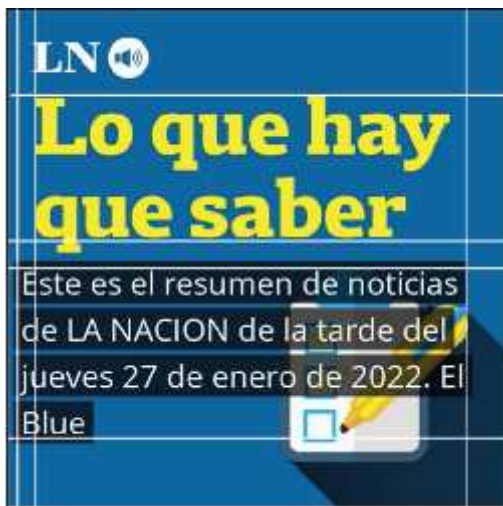 LN
Lo que hay
que saber
Este es el resumen de noticias
de LA NACION de la tarde del
jueves 27 de enero de 2022. El
Blue